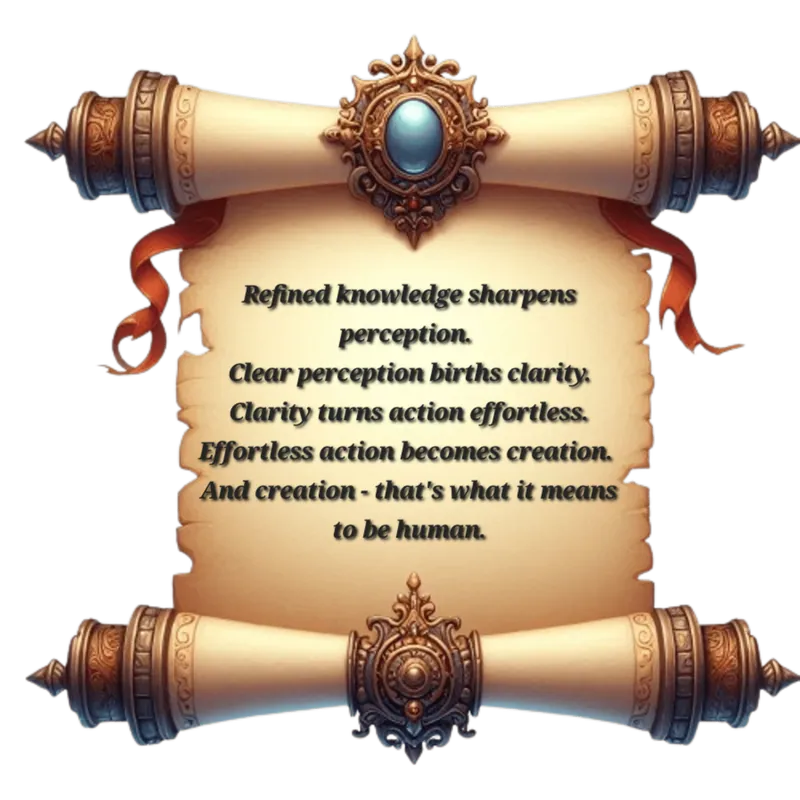 Refined knowledge sharpens
perception.
Clear perception births clarity.
Clarity turns action effortless.
Effortless action becomes creation.
And creation - that's what it means
to be human.